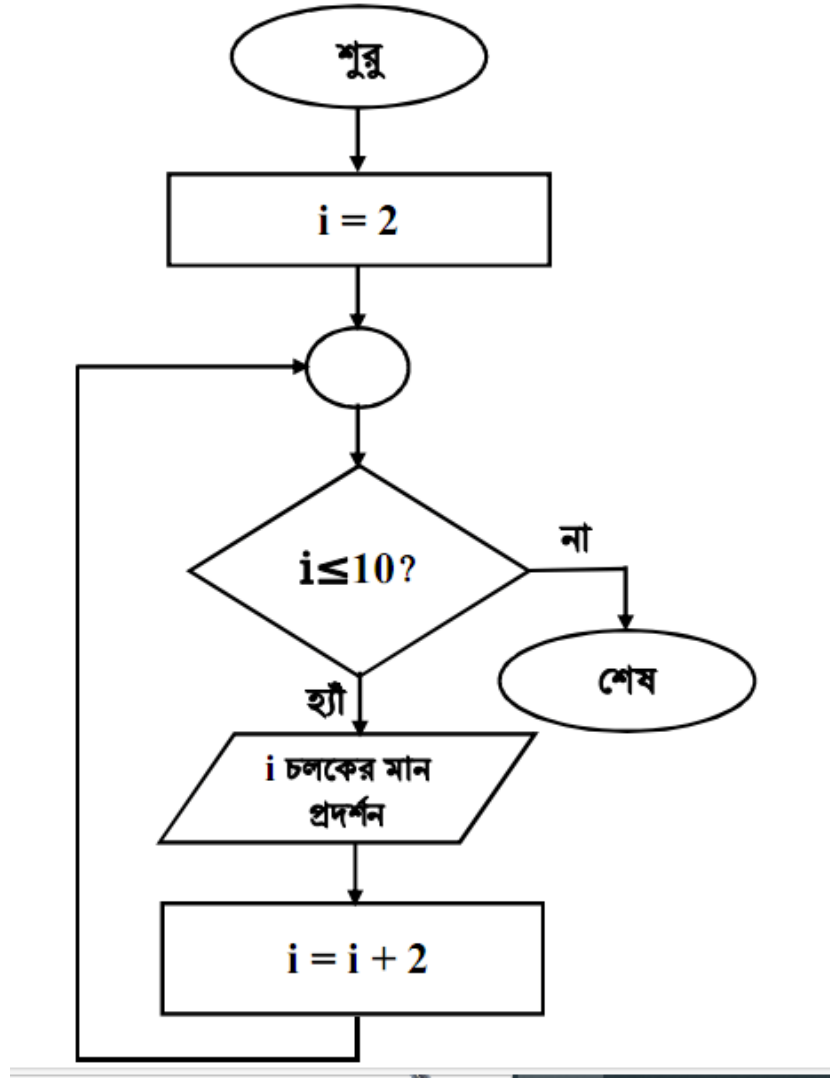 শুরু
i = 2
i≤10?
না
শেষ
হ্যাঁ
i চলকের মান
প্রদর্শন
i = i + 2